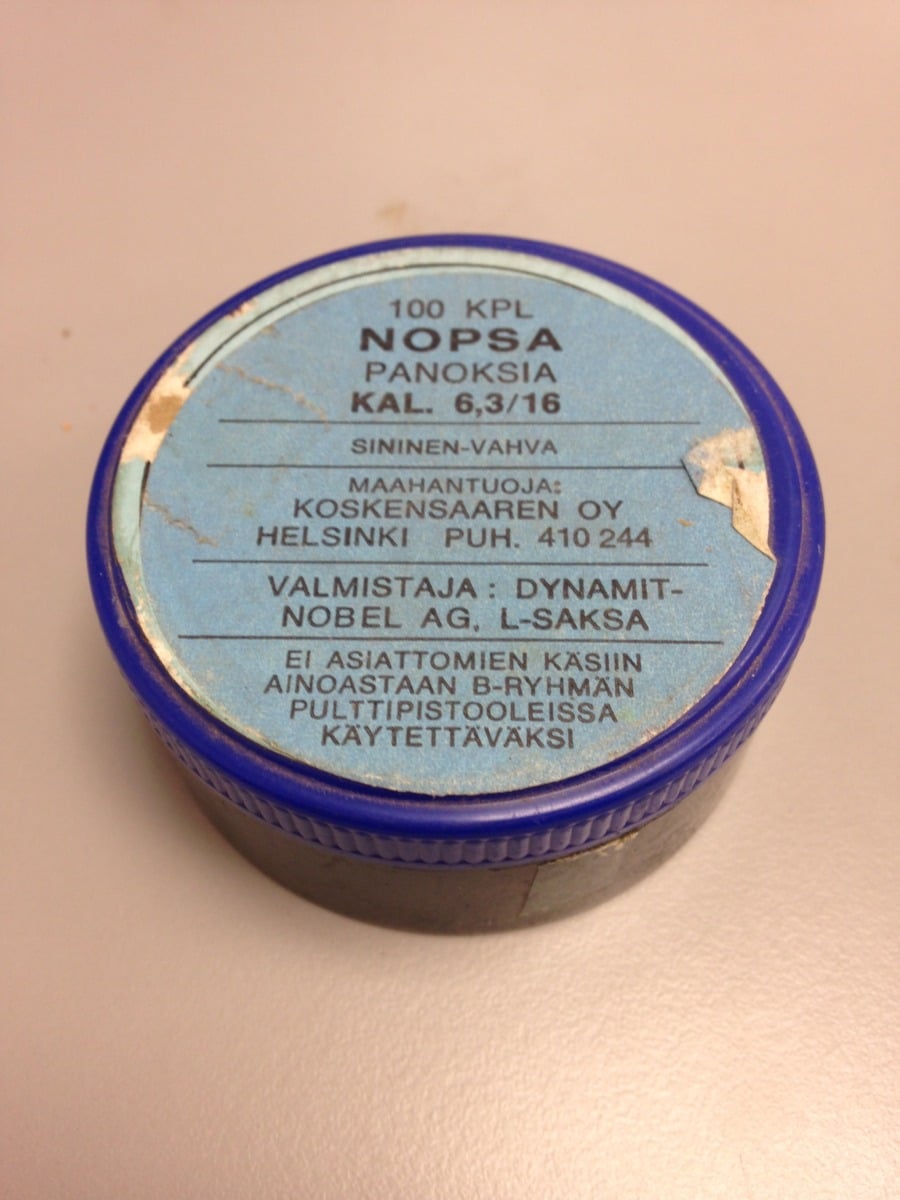 100 KPL
NOPSA
PANOKSIA
KAL. 6,3/16
SININEN-VAHVA
MAAHANTUOJA:
KOSKENSAAREN OY
HELSINKI PUH. 410 244
VALMISTAJA: DYNAMIT-
NOBEL AG, L-SAKSA
EI ASIATTOMIEN KÄSIIN
AINOASTAAN B-RYHMÄN
PULTTIPISTOOLEISSA
KÄYTETTÄVÄKSI